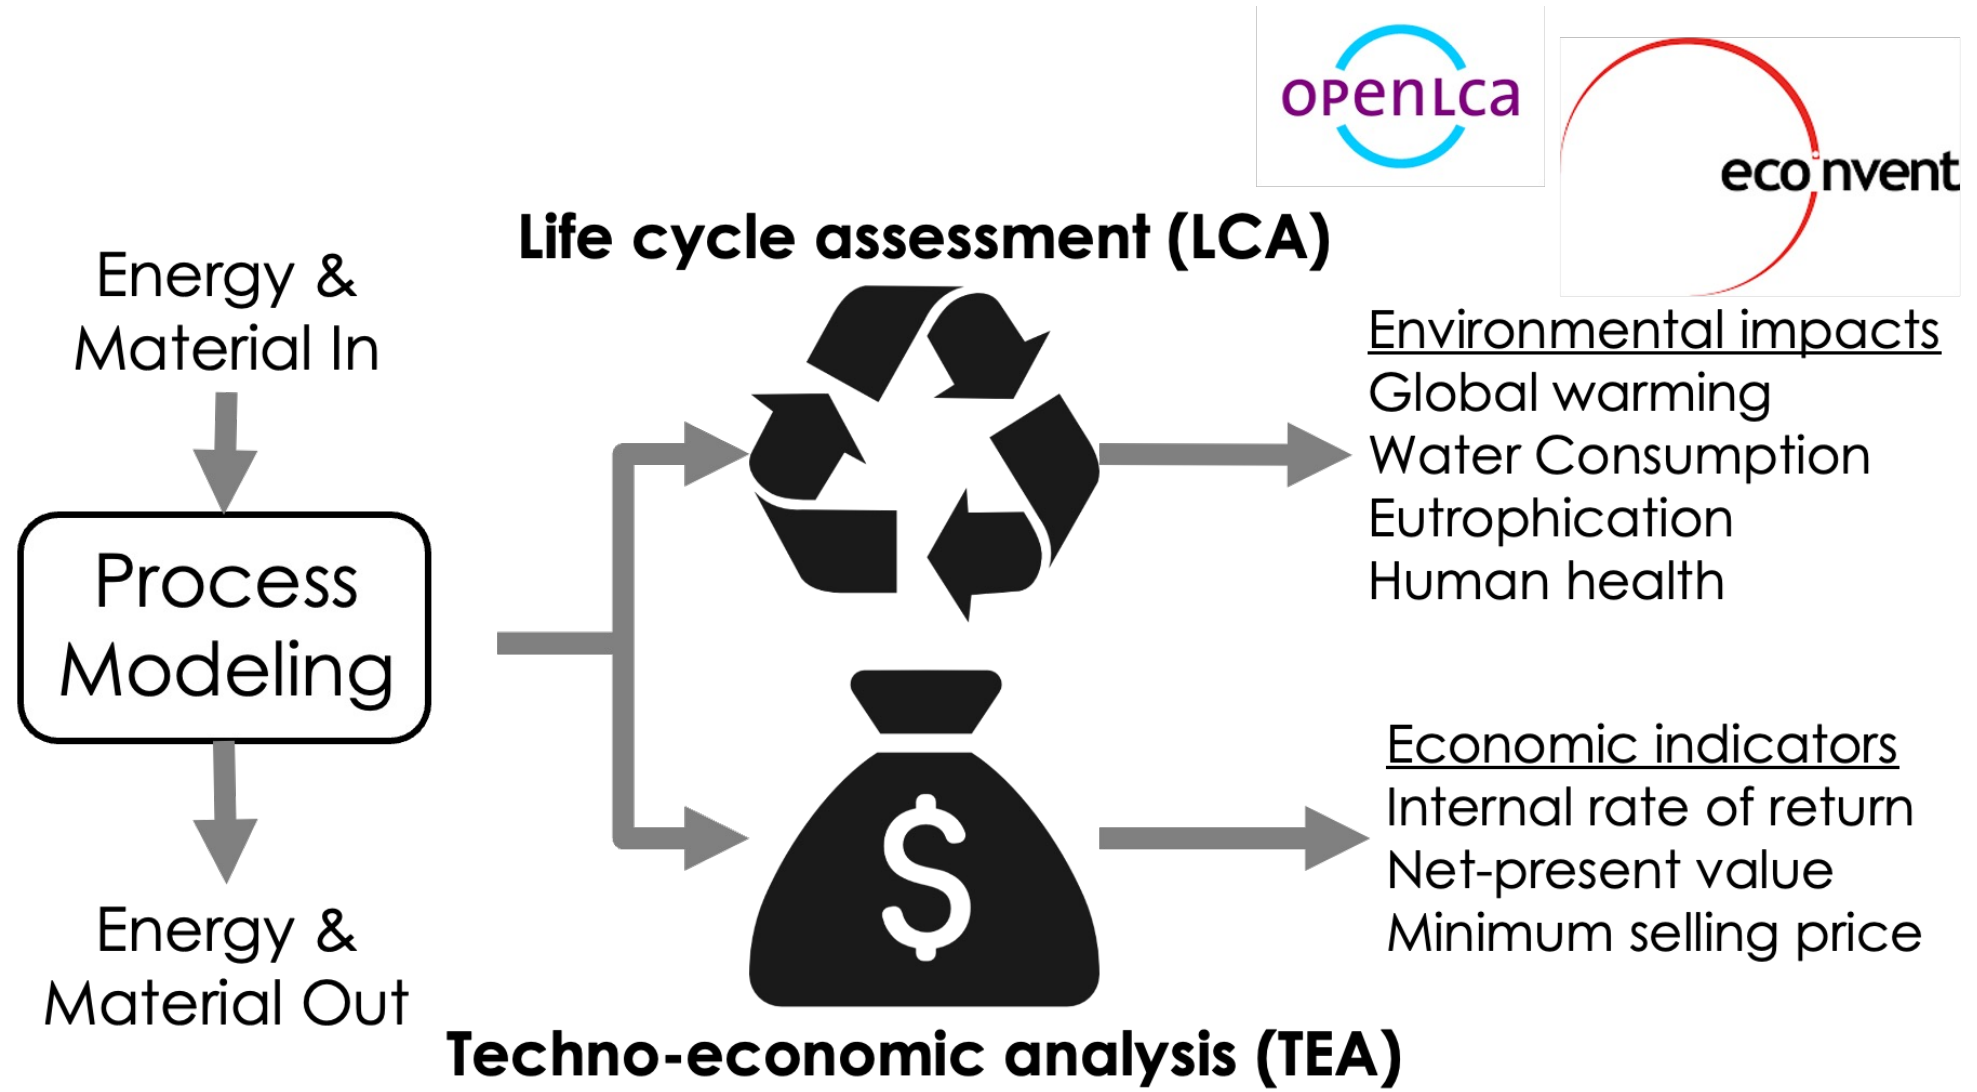 openLca
ecoinvent
Life cycle assessment (LCA)
Energy &
Material In
Process
Modeling
Energy &
Material Out
Environmental impacts
Global warming
Water Consumption
Eutrophication
Human health
$
Economic indicators
Internal rate of return
Net-present value
Minimum selling price
Techno-economic analysis (TEA)